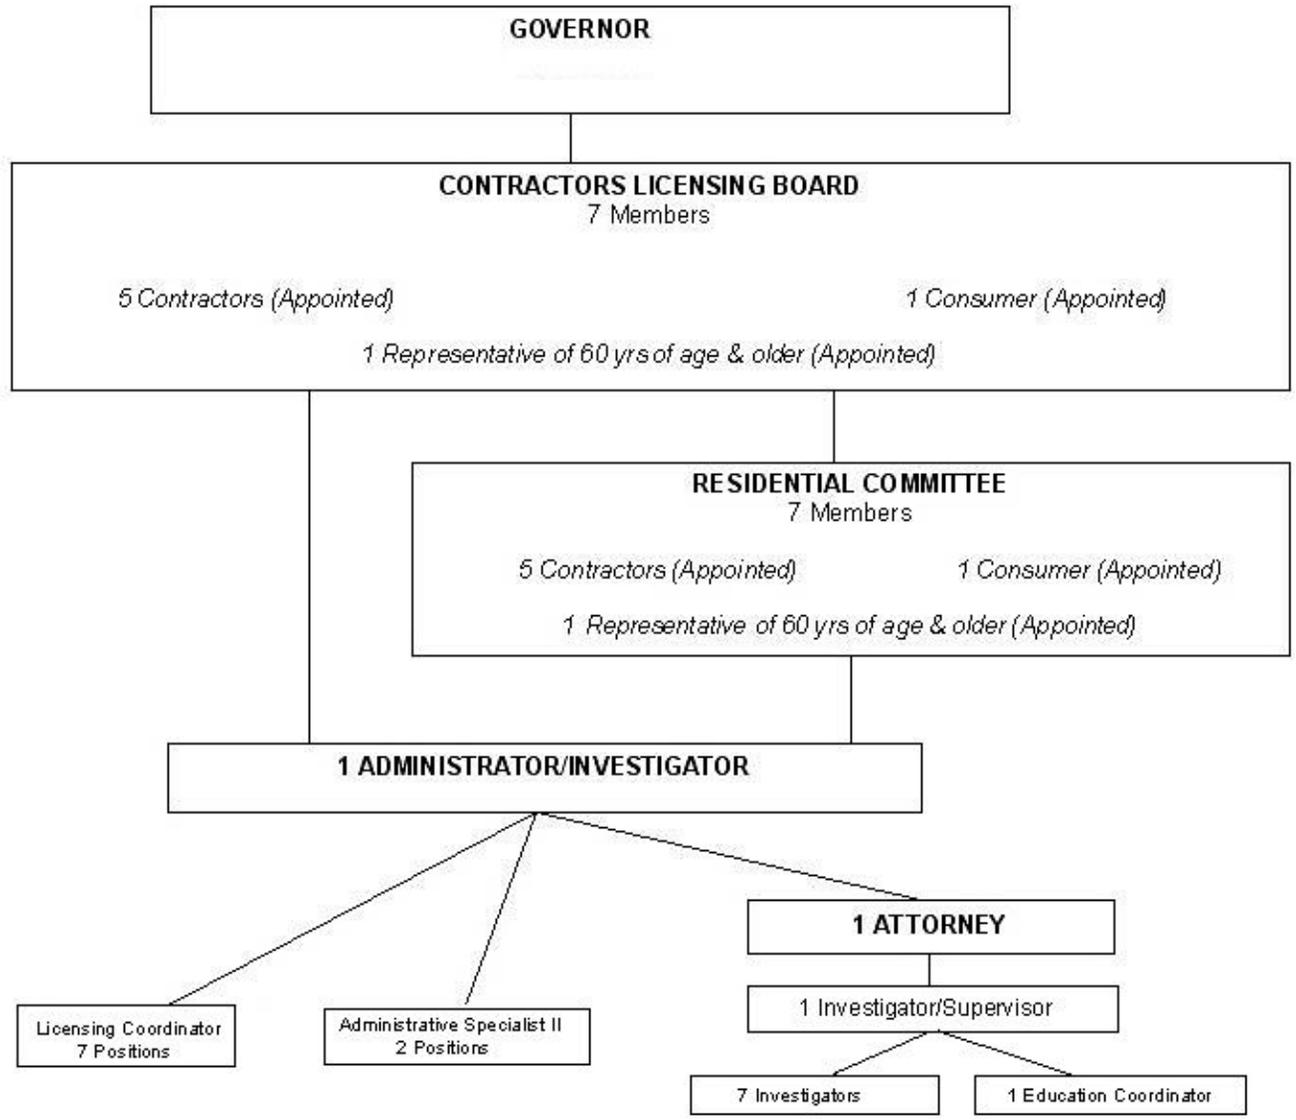 GOVERNOR
CONTRACTORS LICENSING BOARD
7 Members
5 Contractors (Appointed)
1 Consumer (Appointed)
1 Representative of 60 yrs of age & older (Appointed)
RESIDENTIAL COMMITTEE
7 Members
5 Contractors (Appointed)
1 Consumer (Appointed)
1 Representative of 60 yrs of age & older (Appointed)
1 ADMINISTRATOR/INVESTIGATOR
1 ATTORNEY
1 Investigator/Supervisor
Licensing Coordinator
7 Positions
Administrative Specialist II
2 Positions
7 Investigators
1 Education Coordinator